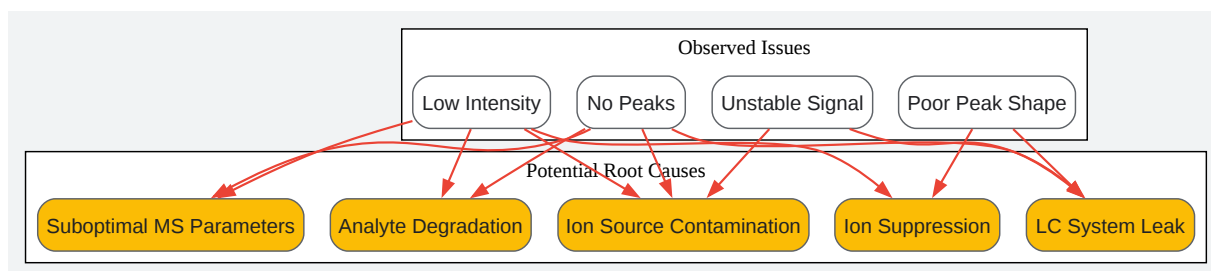 Observed Issues
Low Intensity
No Peaks
Unstable Signal
Poor Peak Shape
Potential Root Causes
Suboptimal MS Parameters
Analyte Degradation
Ion Source Contamination
Ion Suppression
LC System Leak